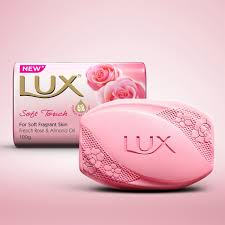 NEW
LUX
Soft Touch
For Soft Fragrant Skin
French Rose & Almond Oil
100g
LUX